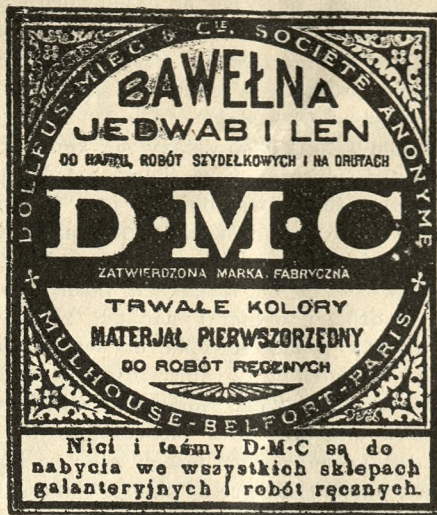 DOLLFUS-MIEG & CIE. SOCIÉTÉ ANONYME
BAWEŁNA
JEDWAB I LEN
DO HAFTU, ROBÓT SZYDEŁKOWYCH I NA DRUTACH
D·M·C
ZATWIERDZONA MARKA FABRYCZNA
TRWAŁE KOLORY
MATERJAŁ PIERWSZORZĘDNY
DO ROBÓT RĘCZNYCH
MULHOUSE-BELFORT-PARIS
Nici i taśmy D·M·C są do
nabycia we wszystkich sklepach
galanteryjnych i robót ręcznych.